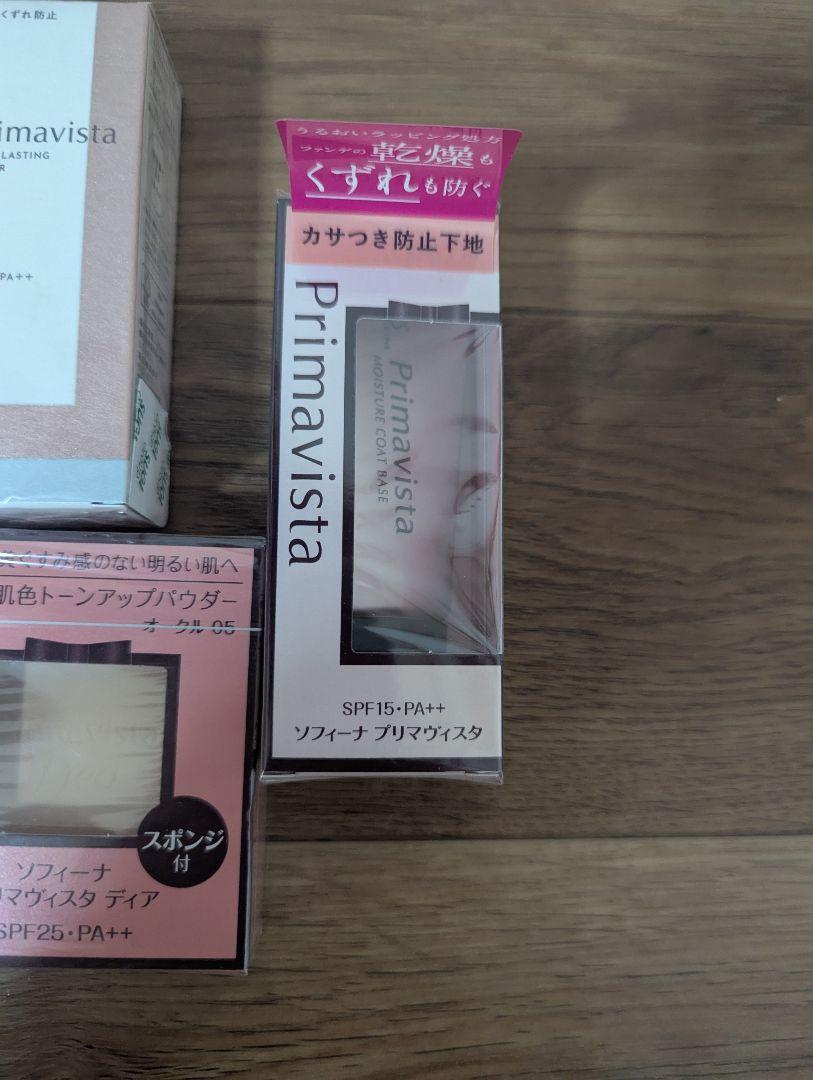 くずれ防止
imavista
LASTING
R
PA++
うるおいラッピング処方
ファンデの乾燥も
くずれも防ぐ
カサつき防止下地
Primavista
Primavista
MOISTURE COAT BASE
SPF15・PA++
ソフィーナ プリマヴィスタ
くすみ感のない明るい肌へ
肌色トーンアップパウダー
オークル 05
スポンジ
付
ソフィーナ
マヴィスタ ディア
SPF25・PA++